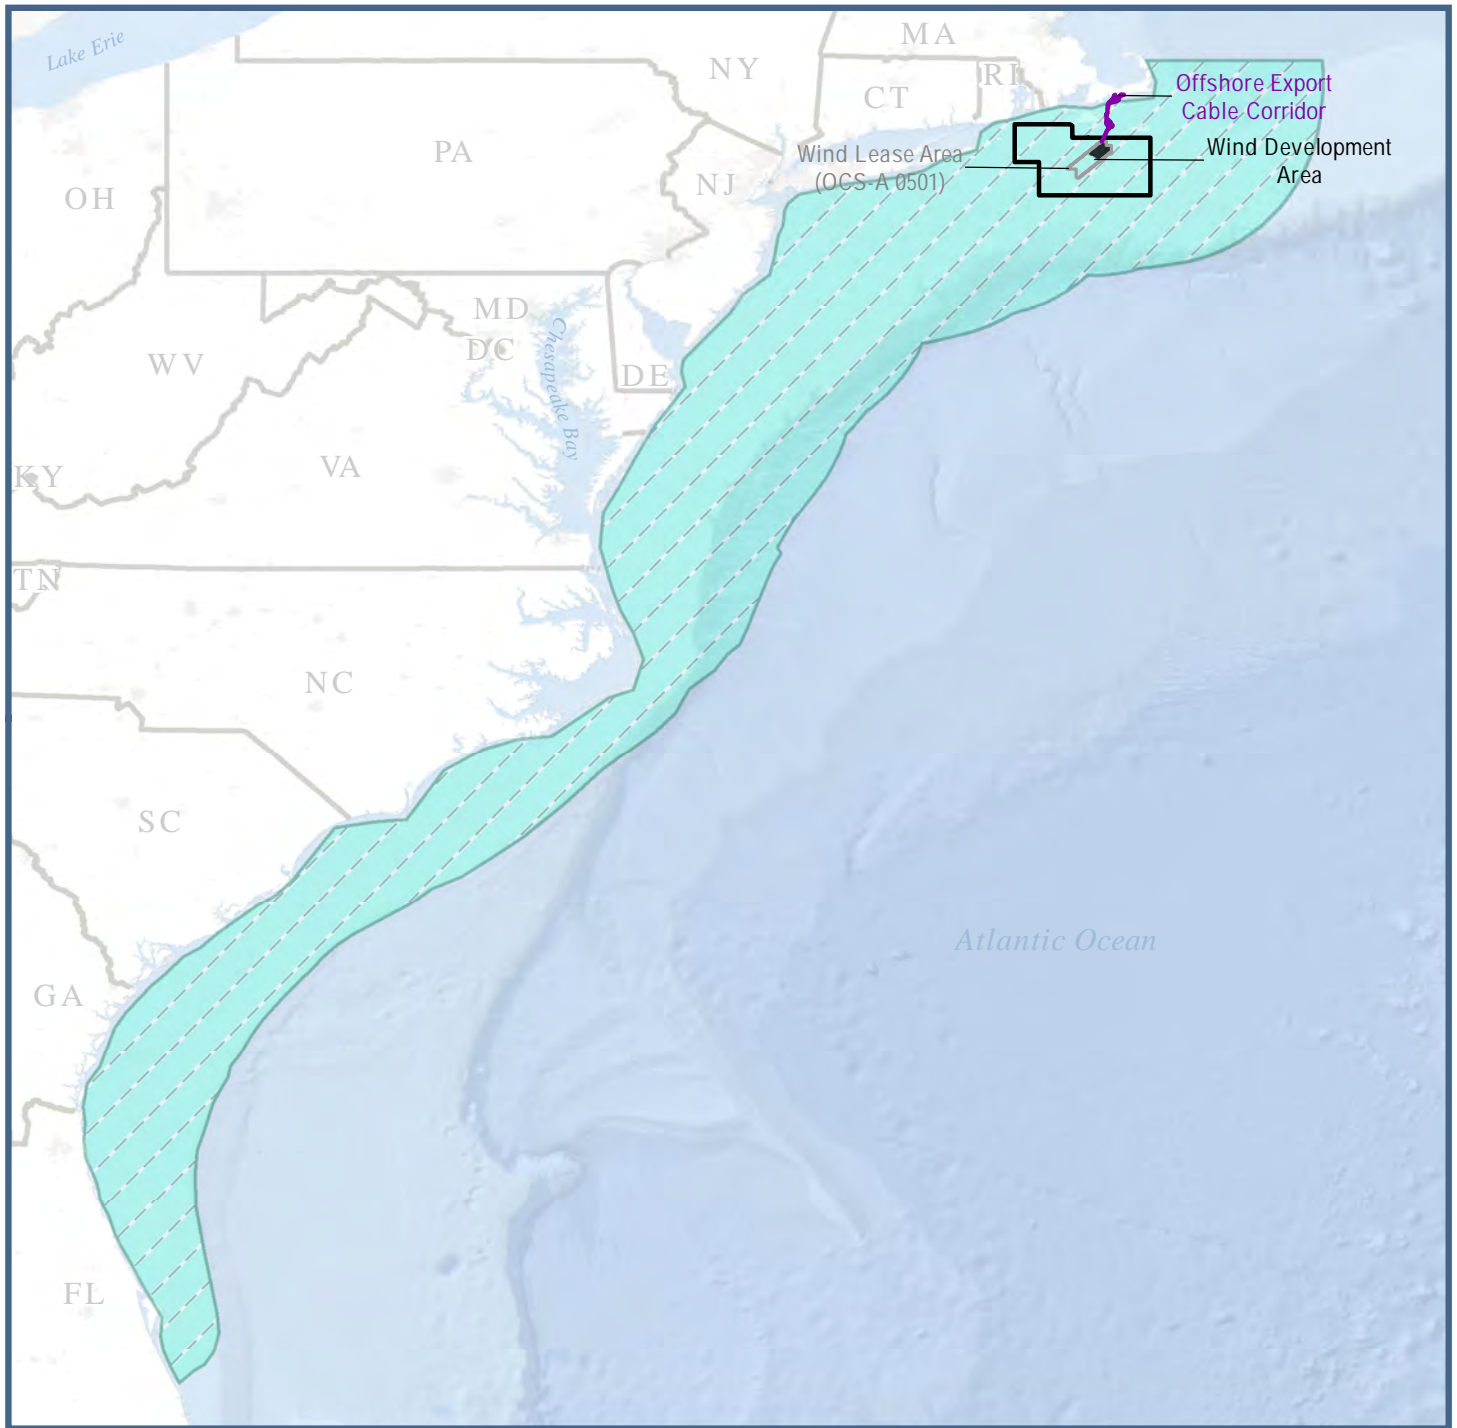 Lake Erie
MA
NY
RI
CT
Offshore Export
Cable Corridor
PA
Wind Lease Area
(OCS-A 0501)
Wind Development
Area
NJ
OH
MD
DC
Chesapeake Bay
WV
DE
KY
VA
TN
NC
SC
Atlantic Ocean
GA
FL